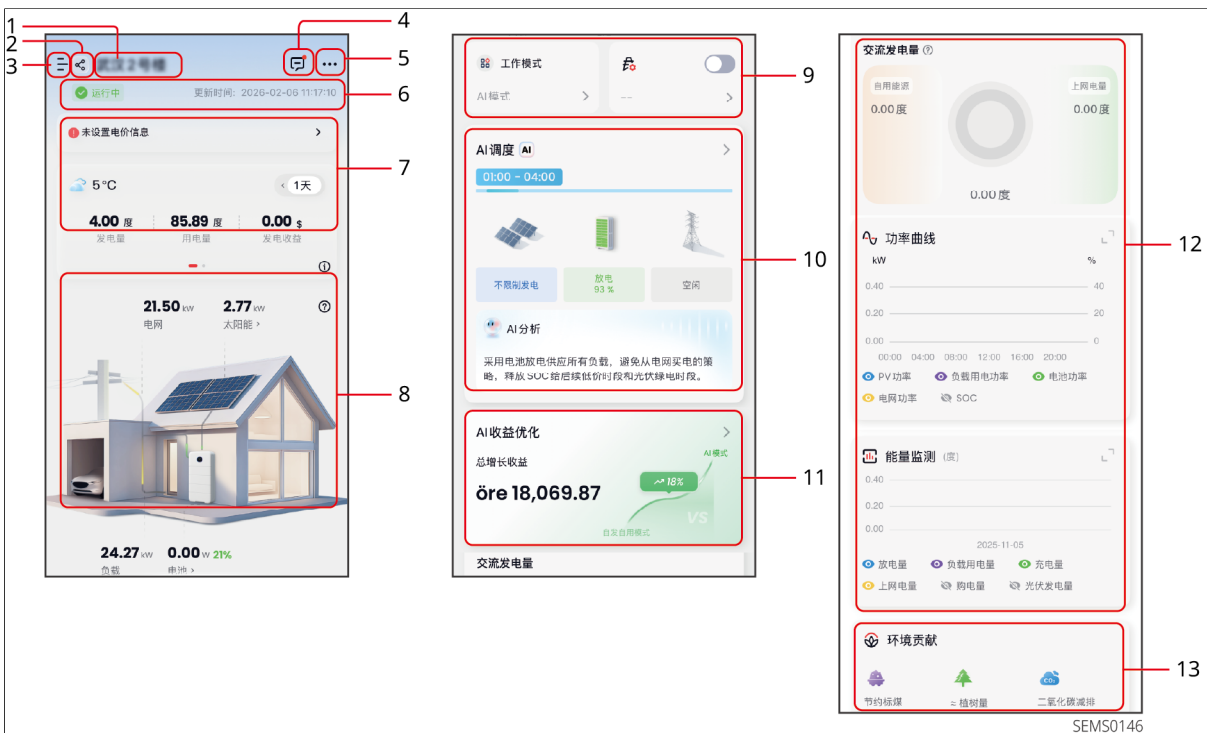 1
2
3
4
5
6
7
8
武汉2号楼
运行中
更新时间: 2026-02-06 11:17:10
未设置电价信息
5°C
1天
4.00 度
85.89 度
0.00 $
发电量
用电量
发电收益
21.50 kW
2.77 kW
电网
太阳能 >
24.27 kW
0.00 W 21%
负载
电池 >
9
10
11
工作模式
AI模式
--
AI调度 AI
01:00 - 04:00
不限制发电
放电
93 %
空闲
AI分析
采用电池放电供应所有负载，避免从电网买电的策
略，释放SOC给后续低价时段和光伏绿电时段。
AI收益优化
总增长收益
AI模式
öre 18,069.87
18%
VS
自发自用模式
交流发电量
12
13
交流发电量
自用能源
上网电量
0.00度
0.00度
0.00度
功率曲线
kW
%
0.40
40
0.20
20
0.00
0
00:00 04:00 08:00 12:00 16:00 20:00
PV功率
负载用电功率
电池功率
电网功率
SOC
能量监测 (度)
0.40
0.20
0.00
2025-11-05
放电量
负载用电量
充电量
上网电量
购电量
光伏发电量
环境贡献
CO₂
节约标煤
≈植树量
二氧化碳减排
SEMS0146